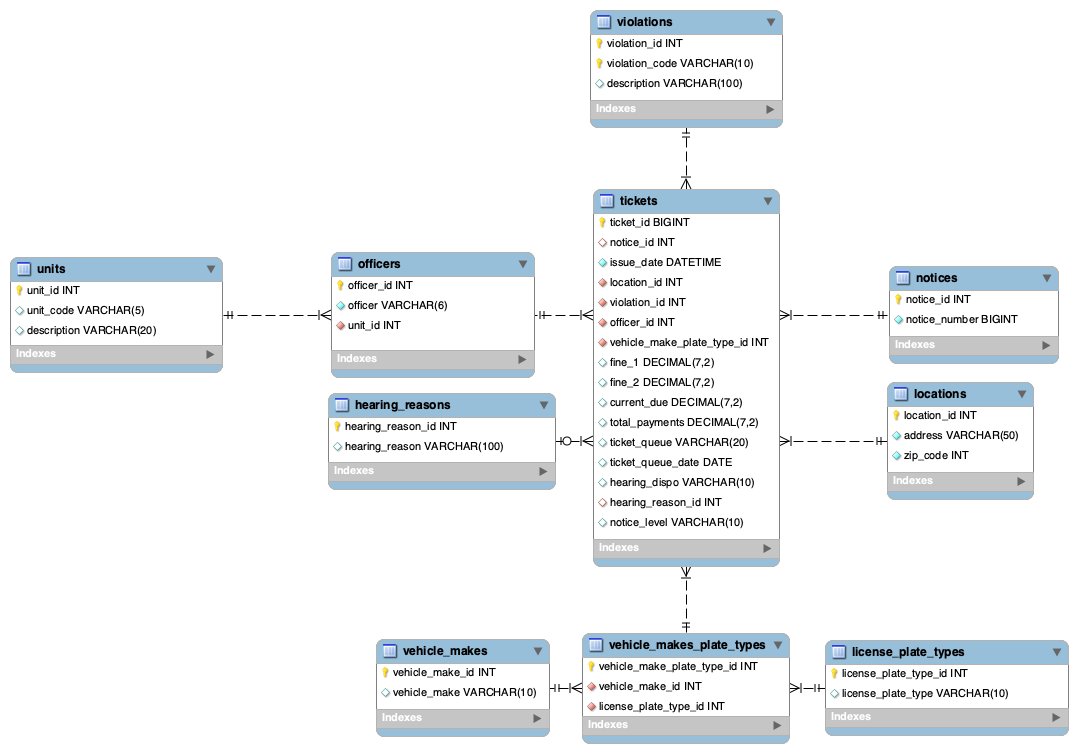 violations
violation_id INT
violation_code VARCHAR(10)
description VARCHAR(100)
Indexes
tickets
ticket_id BIGINT
notice_id INT
issue_date DATETIME
location_id INT
violation_id INT
officer_id INT
vehicle_make_plate_type_id INT
fine_1 DECIMAL(7,2)
fine_2 DECIMAL(7,2)
current_due DECIMAL(7,2)
total_payments DECIMAL(7,2)
ticket_queue VARCHAR(20)
ticket_queue_date DATE
hearing_dispo VARCHAR(10)
hearing_reason_id INT
notice_level VARCHAR(10)
Indexes
units
unit_id INT
unit_code VARCHAR(5)
description VARCHAR(20)
Indexes
officers
officer_id INT
officer VARCHAR(6)
unit_id INT
Indexes
hearing_reasons
hearing_reason_id INT
hearing_reason VARCHAR(100)
Indexes
notices
notice_id INT
notice_number BIGINT
Indexes
locations
location_id INT
address VARCHAR(50)
zip_code INT
Indexes
vehicle_makes
vehicle_make_id INT
vehicle_make VARCHAR(10)
Indexes
vehicle_makes_plate_types
vehicle_make_plate_type_id INT
vehicle_make_id INT
license_plate_type_id INT
Indexes
license_plate_types
license_plate_type_id INT
license_plate_type VARCHAR(10)
Indexes